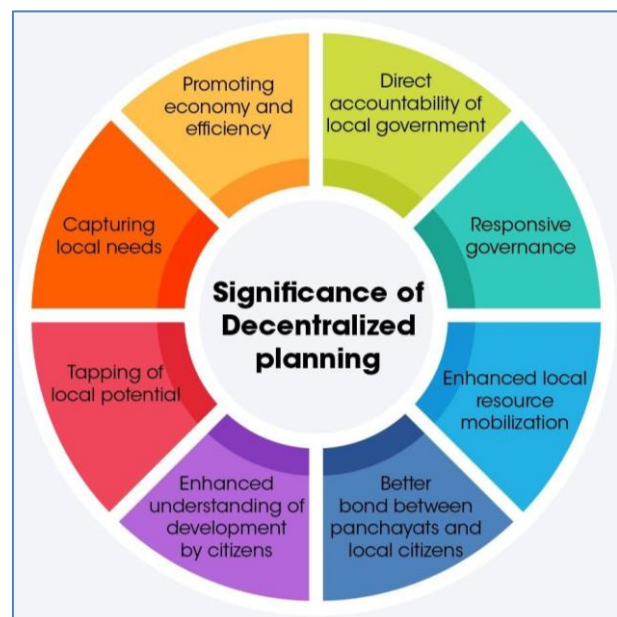 Significance of
Decentralized
planning
Direct
accountability of
local government
Responsive
governance
Enhanced local
resource
mobilization
Better
bond between
panchayats and
local citizens
Enhanced
understanding of
development
by citizens
Tapping of
local potential
Capturing
local needs
Promoting
economy and
efficiency